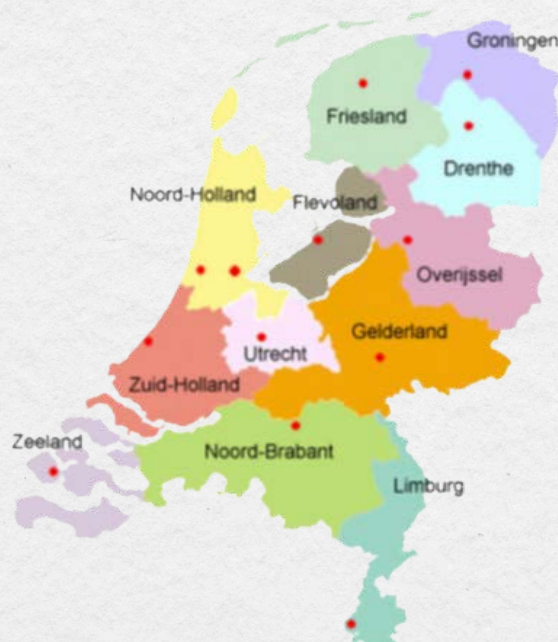 Groningen
Friesland
Drenthe
Noord-Holland
Flevoland
Overijssel
Gelderland
Utrecht
Zuid-Holland
Zeeland
Noord-Brabant
Limburg